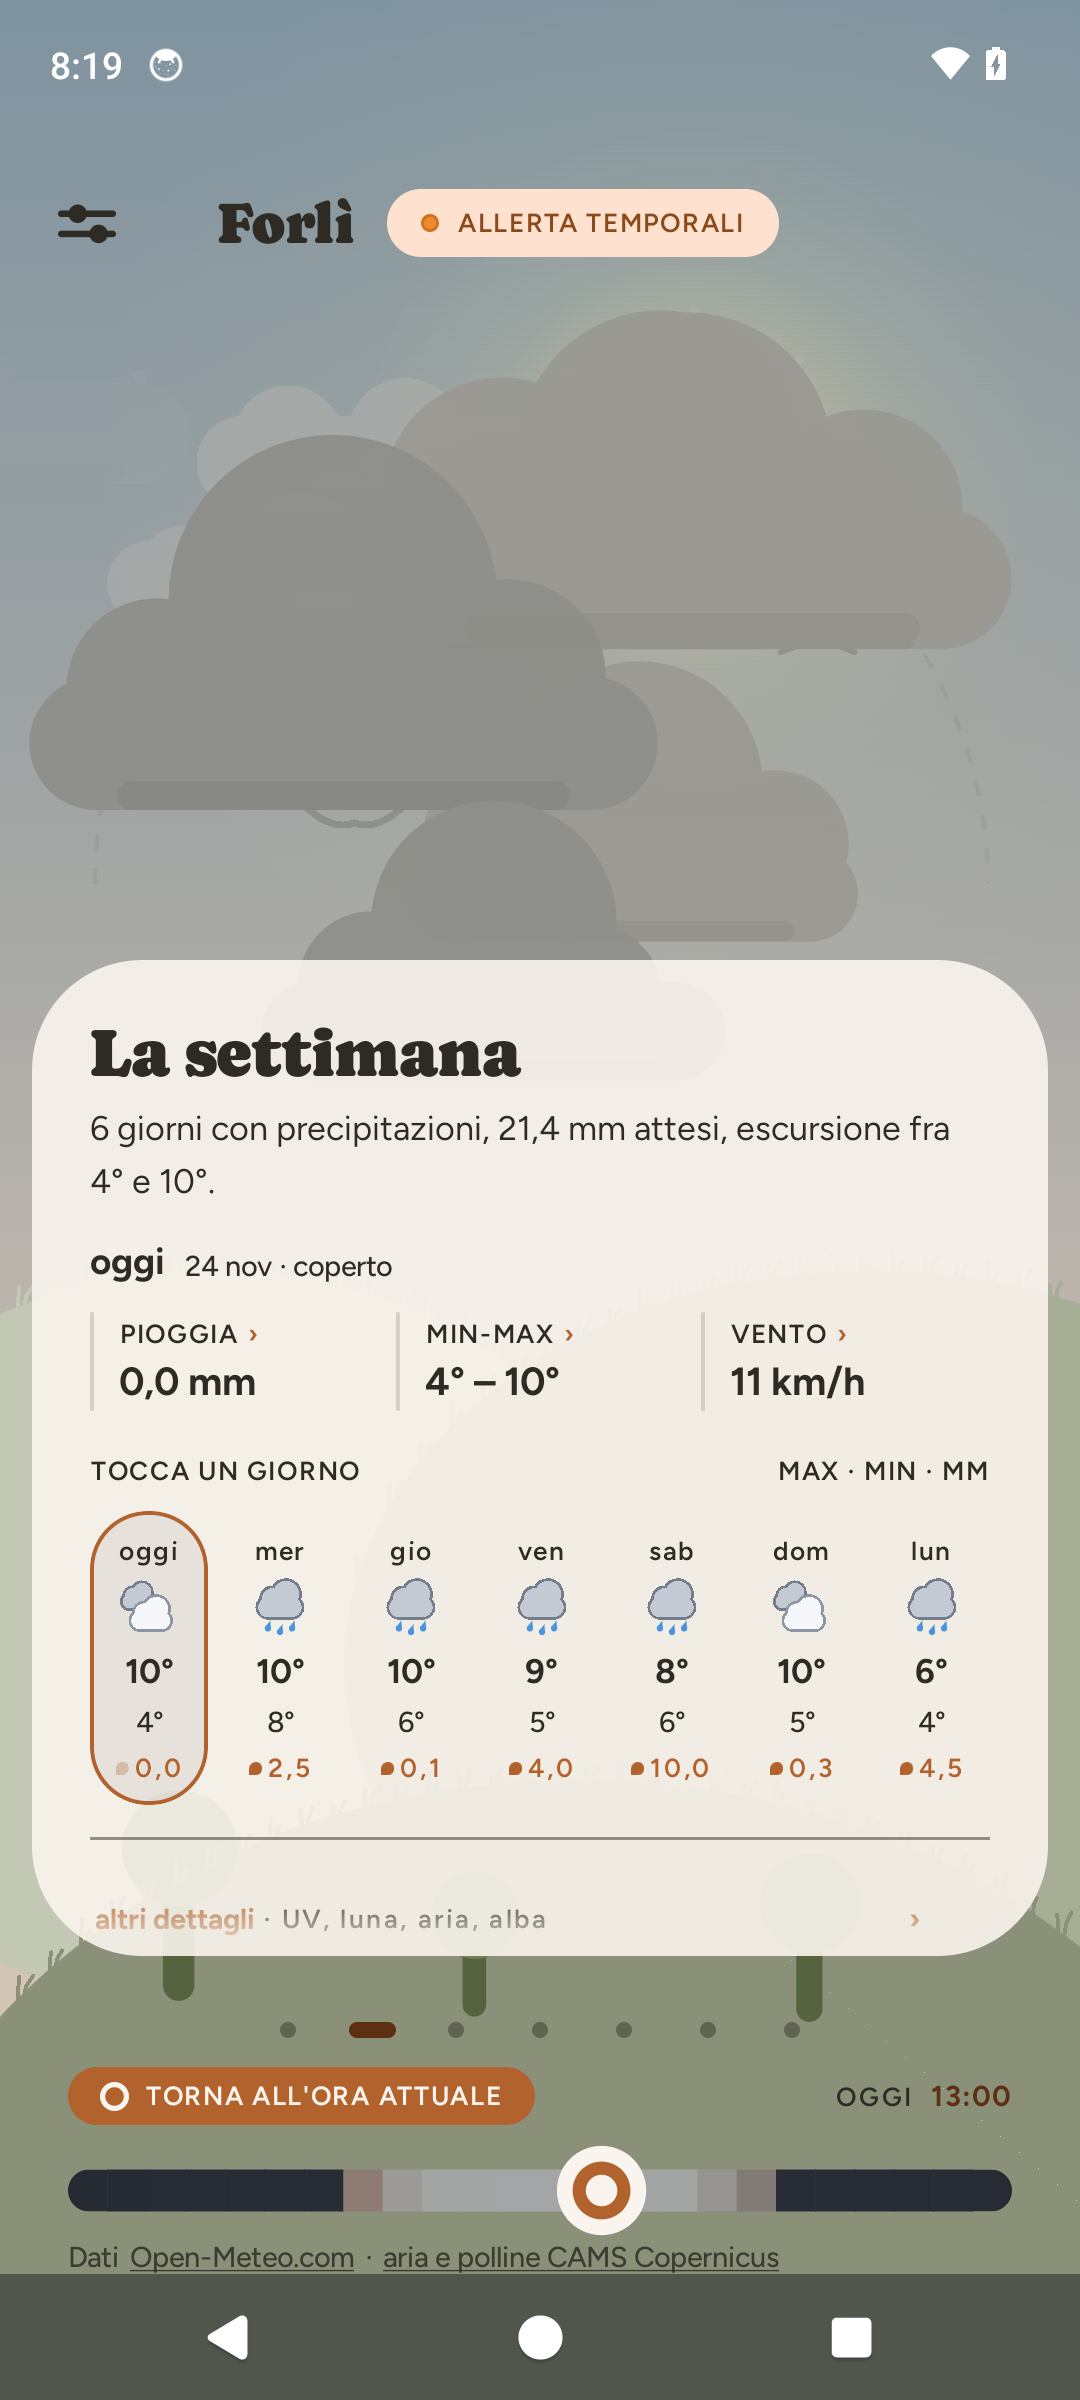 8:19
Forlì
ALLERTA TEMPORALI
La settimana
6 giorni con precipitazioni, 21,4 mm attesi, escursione fra
4° e 10°.
oggi 24 nov · coperto
PIOGGIA › MIN-MAX › VENTO ›
0,0 mm 4° – 10° 11 km/h
TOCCA UN GIORNO MAX · MIN · MM
oggi mer gio ven sab dom lun
10° 10° 10° 9° 8° 10° 6°
4° 8° 6° 5° 6° 5° 4°
0,0 2,5 0,1 4,0 10,0 0,3 4,5
altri dettagli · UV, luna, aria, alba ›
TORNA ALL'ORA ATTUALE OGGI 13:00
Dati Open-Meteo.com · aria e polline CAMS Copernicus